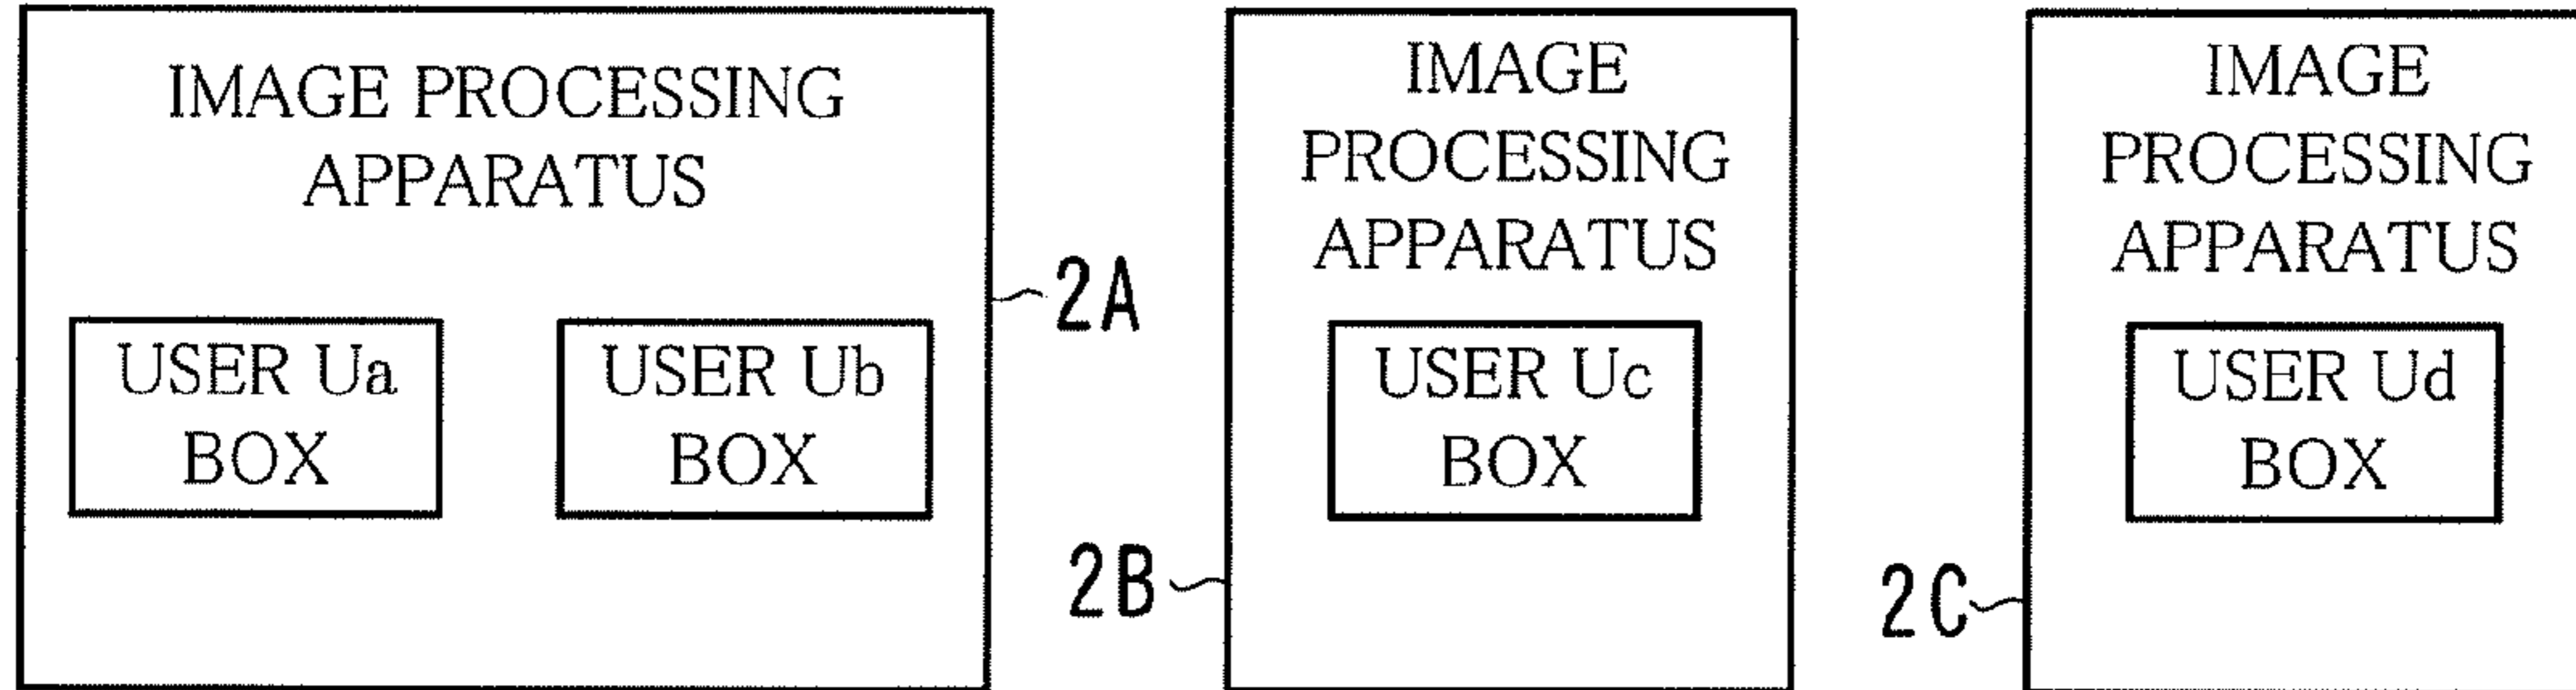 IMAGE PROCESSING
APPARATUS
USER Ua
BOX
USER Ub
BOX
2A
IMAGE
PROCESSING
APPARATUS
USER Uc
BOX
2B
IMAGE
PROCESSING
APPARATUS
USER Ud
BOX
2C